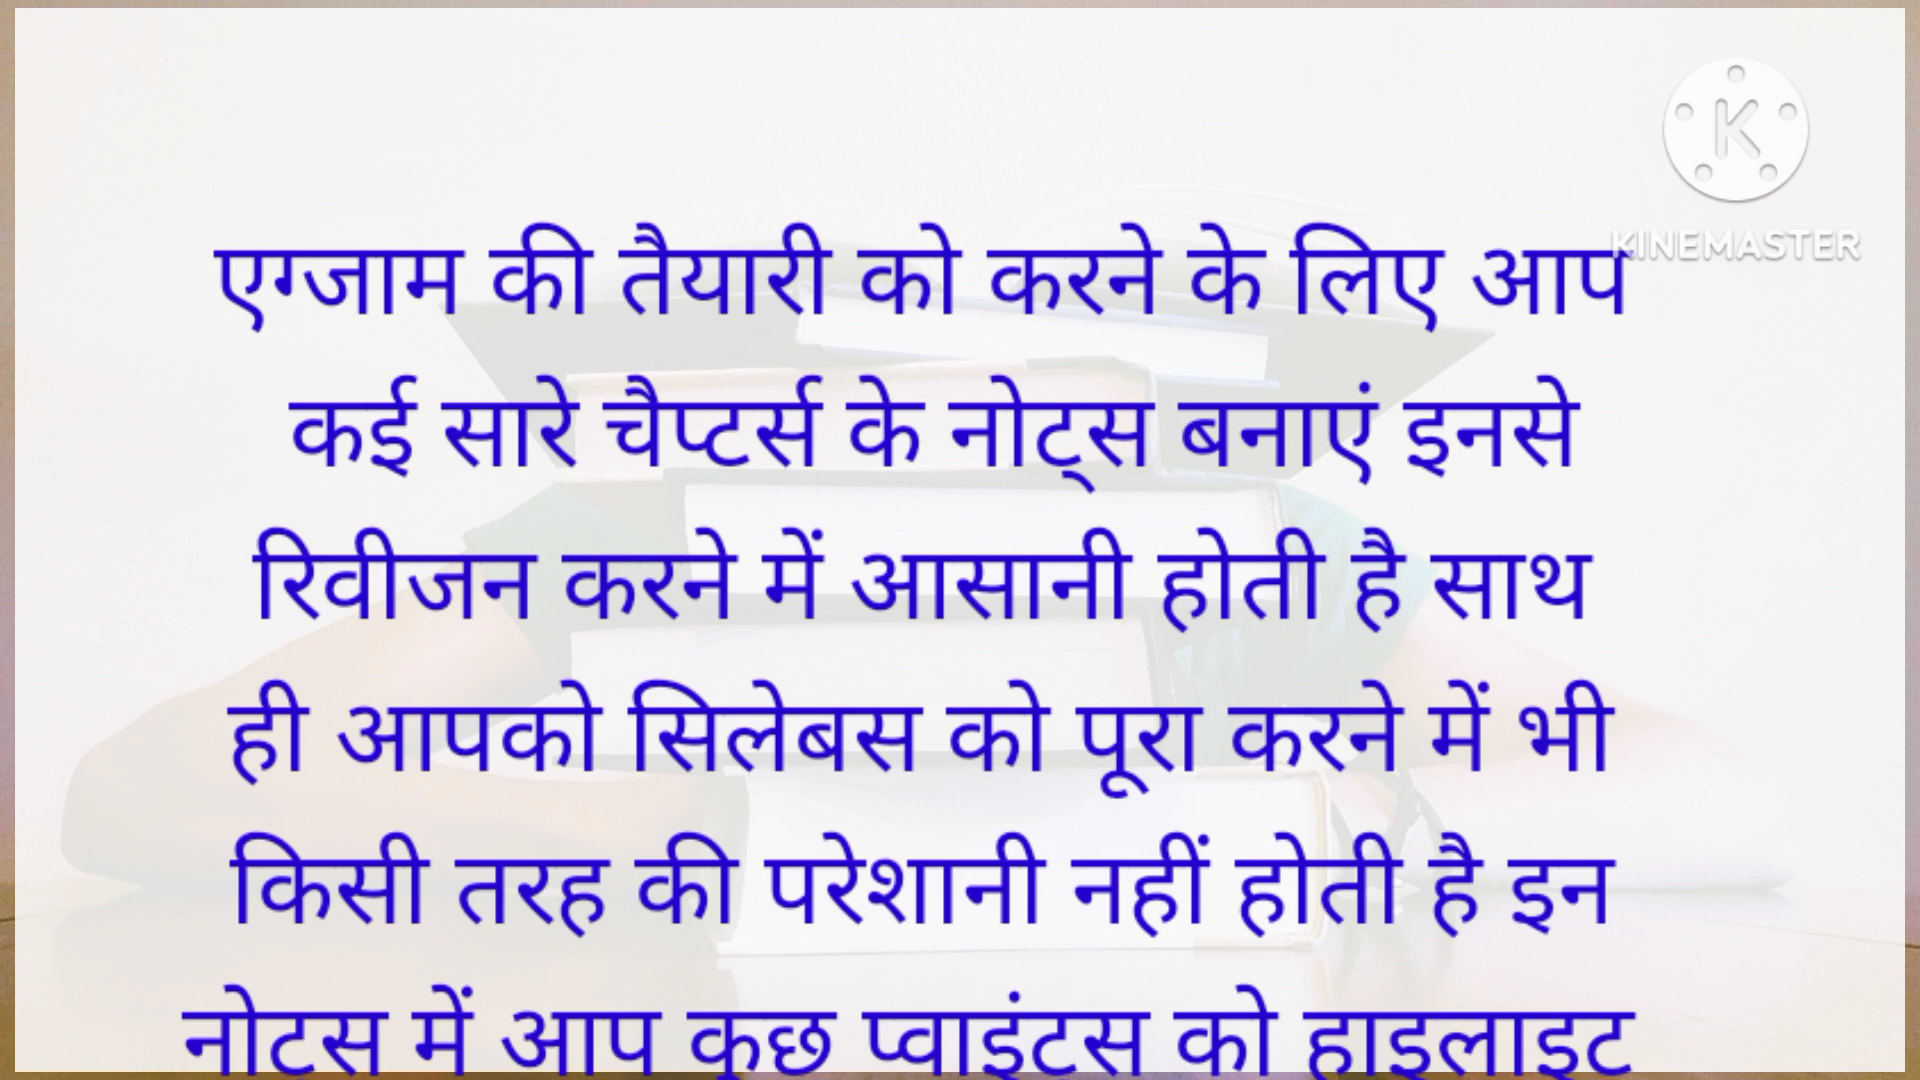 K
KINEMASTER
एग्जाम की तैयारी को करने के लिए आप
कई सारे चैप्टर्स के नोट्स बनाएं इनसे
रिवीजन करने में आसानी होती है साथ
ही आपको सिलेबस को पूरा करने में भी
किसी तरह की परेशानी नहीं होती है इन
नोटस में आप कुछ प्वाइंटस को हाइलाइट